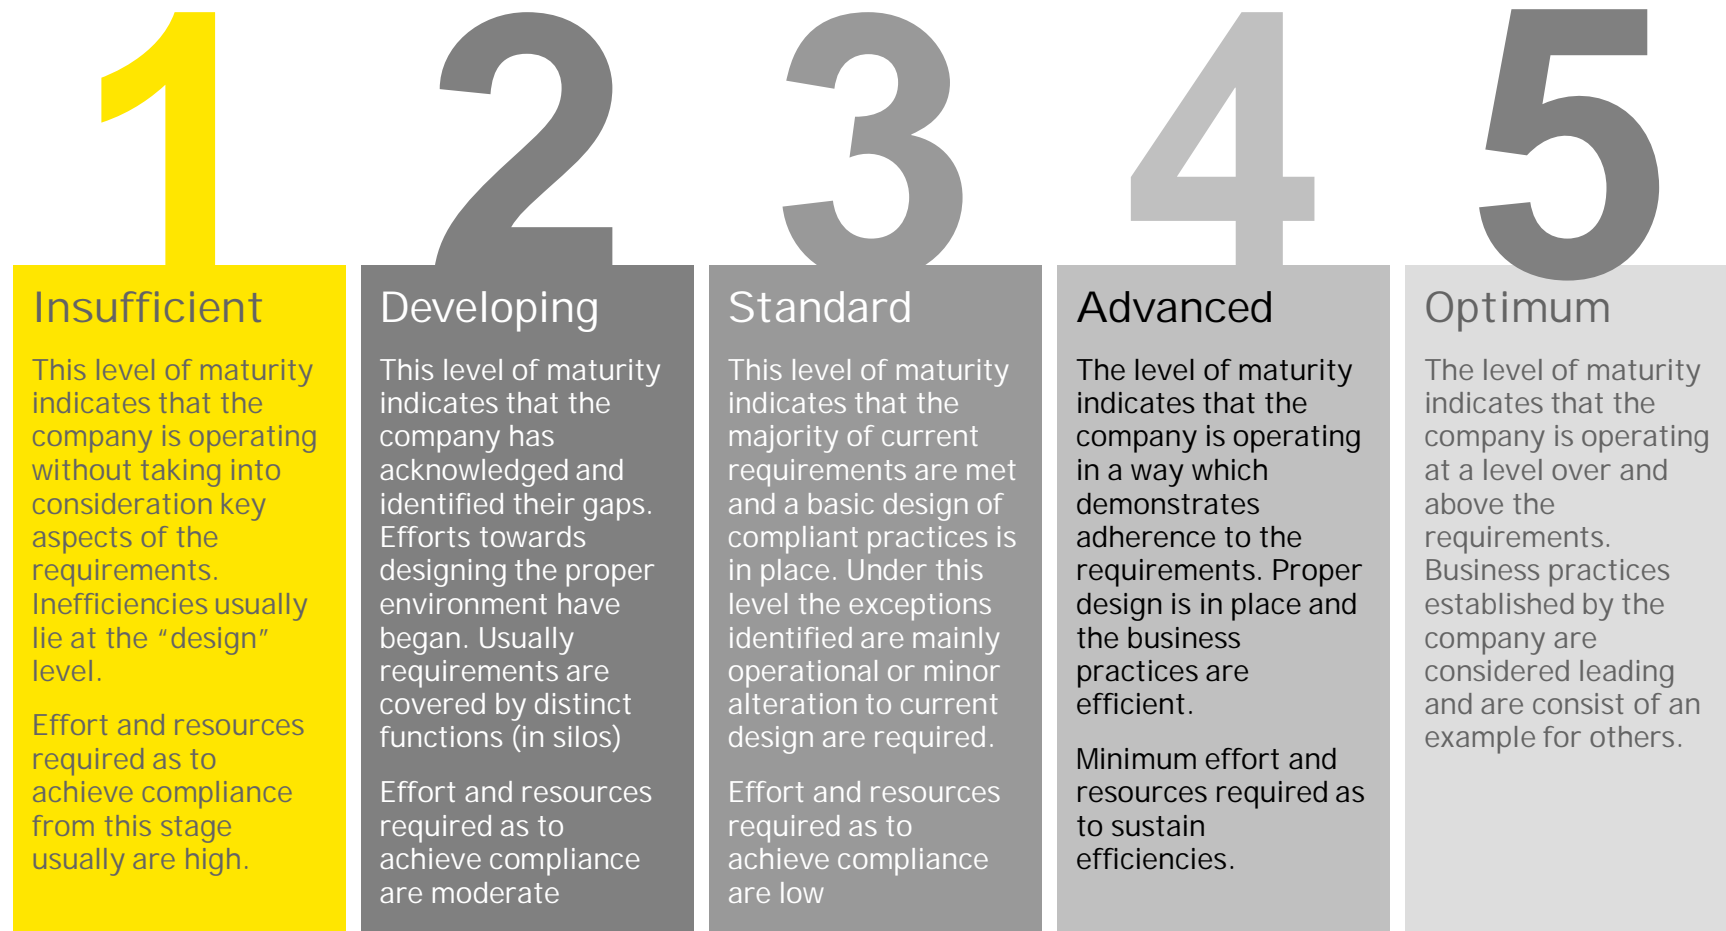 1
Insufficient
This level of maturity
indicates that the
company is operating
without taking into
consideration key
aspects of the
requirements.
Inefficiencies usually
lie at the “design”
level.
Effort and resources
required as to
achieve compliance
from this stage
usually are high.
2
Developing
This level of maturity
indicates that the
company has
acknowledged and
identified their gaps.
Efforts towards
designing the proper
environment have
began. Usually
requirements are
covered by distinct
functions (in silos)
Effort and resources
required as to
achieve compliance
are moderate
3
Standard
This level of maturity
indicates that the
majority of current
requirements are met
and a basic design of
compliant practices is
in place. Under this
level the exceptions
identified are mainly
operational or minor
alteration to current
design are required.
Effort and resources
required as to
achieve compliance
are low
4
Advanced
The level of maturity
indicates that the
company is operating
in a way which
demonstrates
adherence to the
requirements. Proper
design is in place and
the business
practices are
efficient.
Minimum effort and
resources required as
to sustain
efficiencies.
5
Optimum
The level of maturity
indicates that the
company is operating
at a level over and
above the
requirements.
Business practices
established by the
company are
considered leading
and are consist of an
example for others.